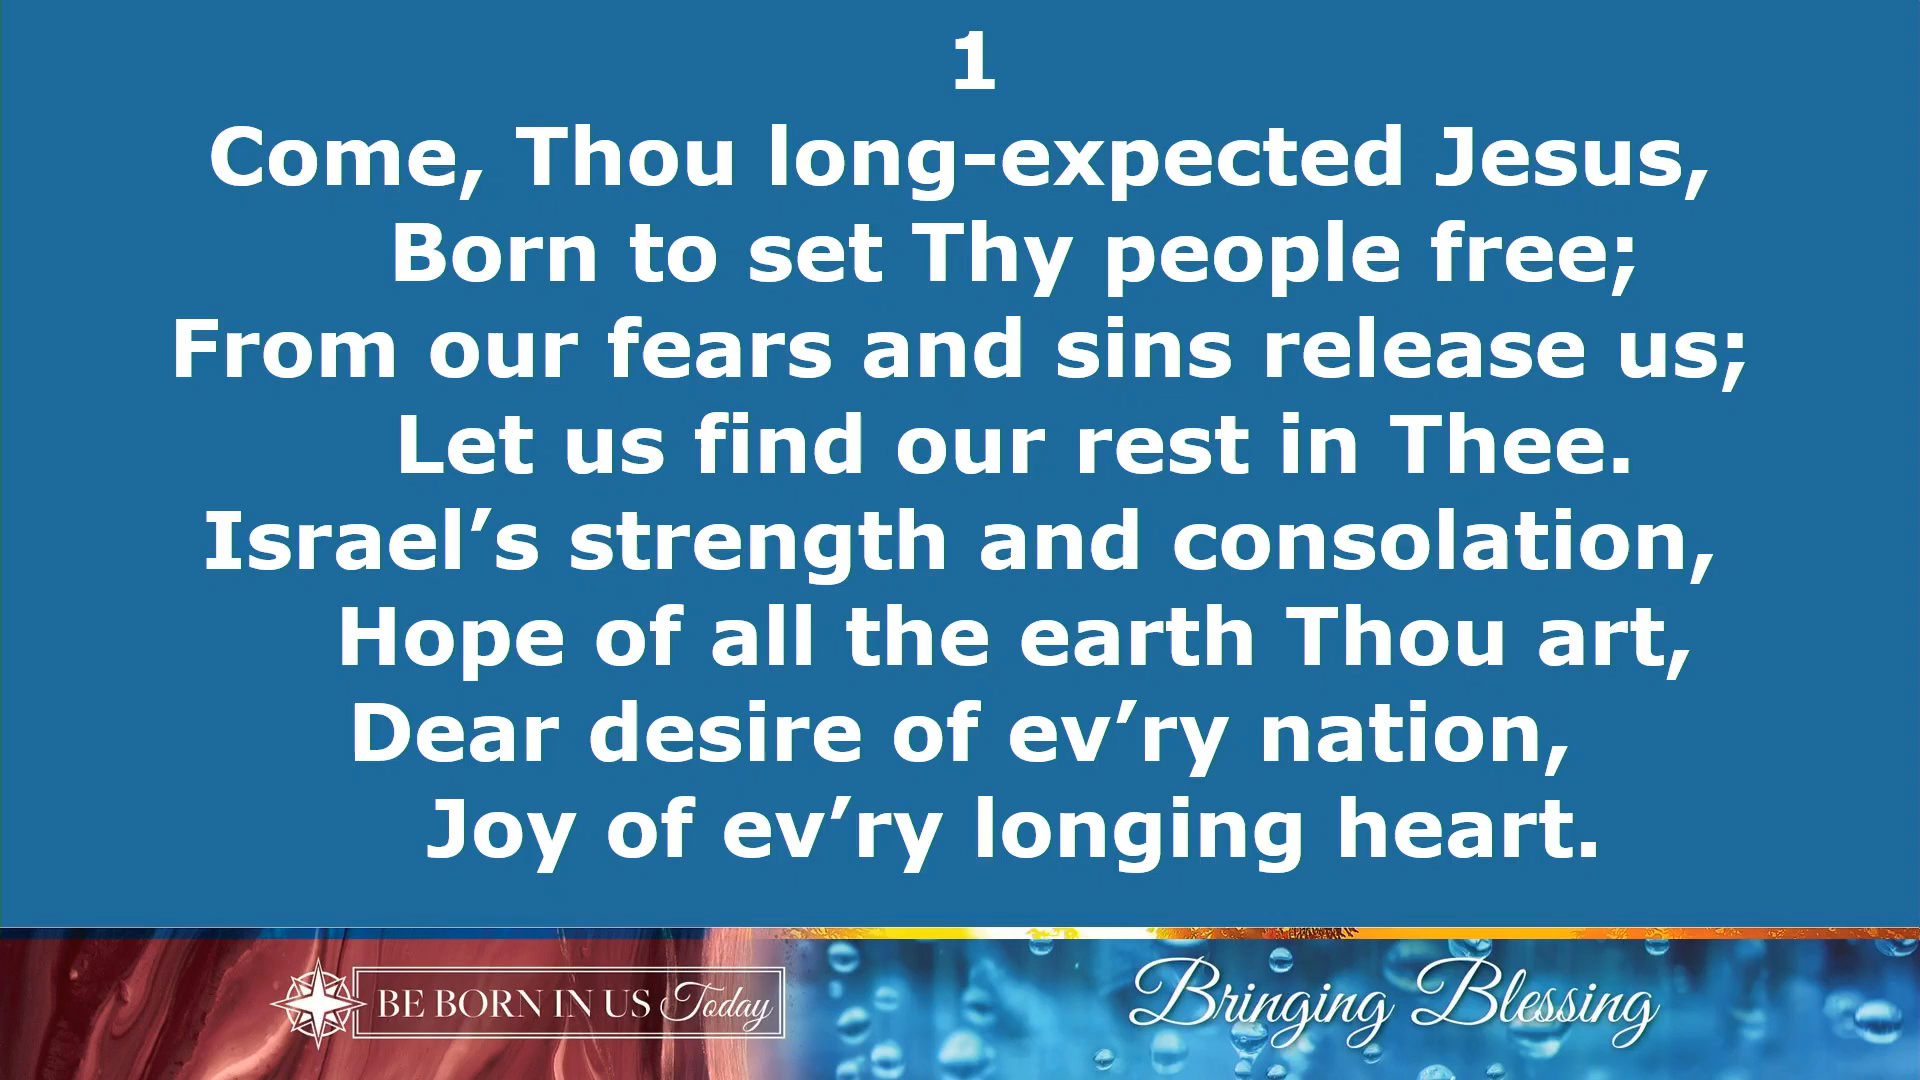 1
Come, Thou long-expected Jesus,
Born to set Thy people free;
From our fears and sins release us;
Let us find our rest in Thee.
Israel’s strength and consolation,
Hope of all the earth Thou art,
Dear desire of ev’ry nation,
Joy of ev’ry longing heart.
BE BORN IN US Today
Bringing Blessing